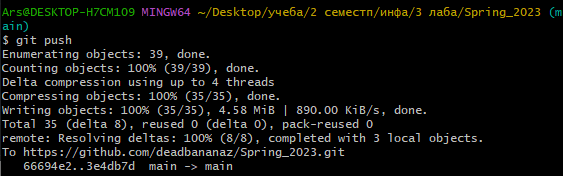 Ars@DESKTOP-H7CM1O9 MINGW64 ~/Desktop/учеба/2 семестп/инфа/3 лаба/Spring_2023 (m
ain)
$ git push
Enumerating objects: 39, done.
Counting objects: 100% (39/39), done.
Delta compression using up to 4 threads
Compressing objects: 100% (35/35), done.
Writing objects: 100% (35/35), 4.58 MiB | 890.00 KiB/s, done.
Total 35 (delta 8), reused 0 (delta 0), pack-reused 0
remote: Resolving deltas: 100% (8/8), completed with 3 local objects.
To https://github.com/deadbananaz/Spring_2023.git
   66694e2..3e4db7d  main -> main